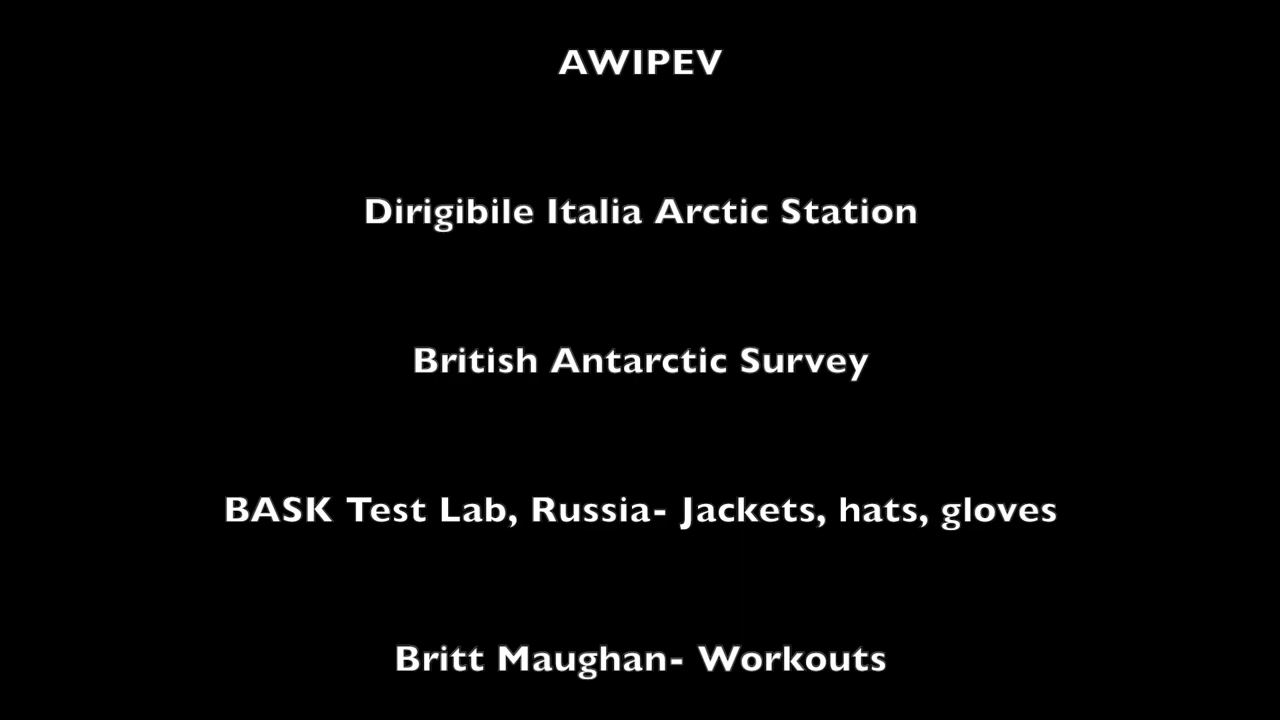 AWIPEV
Dirigibile Italia Arctic Station
British Antarctic Survey
BASK Test Lab, Russia- Jackets, hats, gloves
Britt Maughan- Workouts